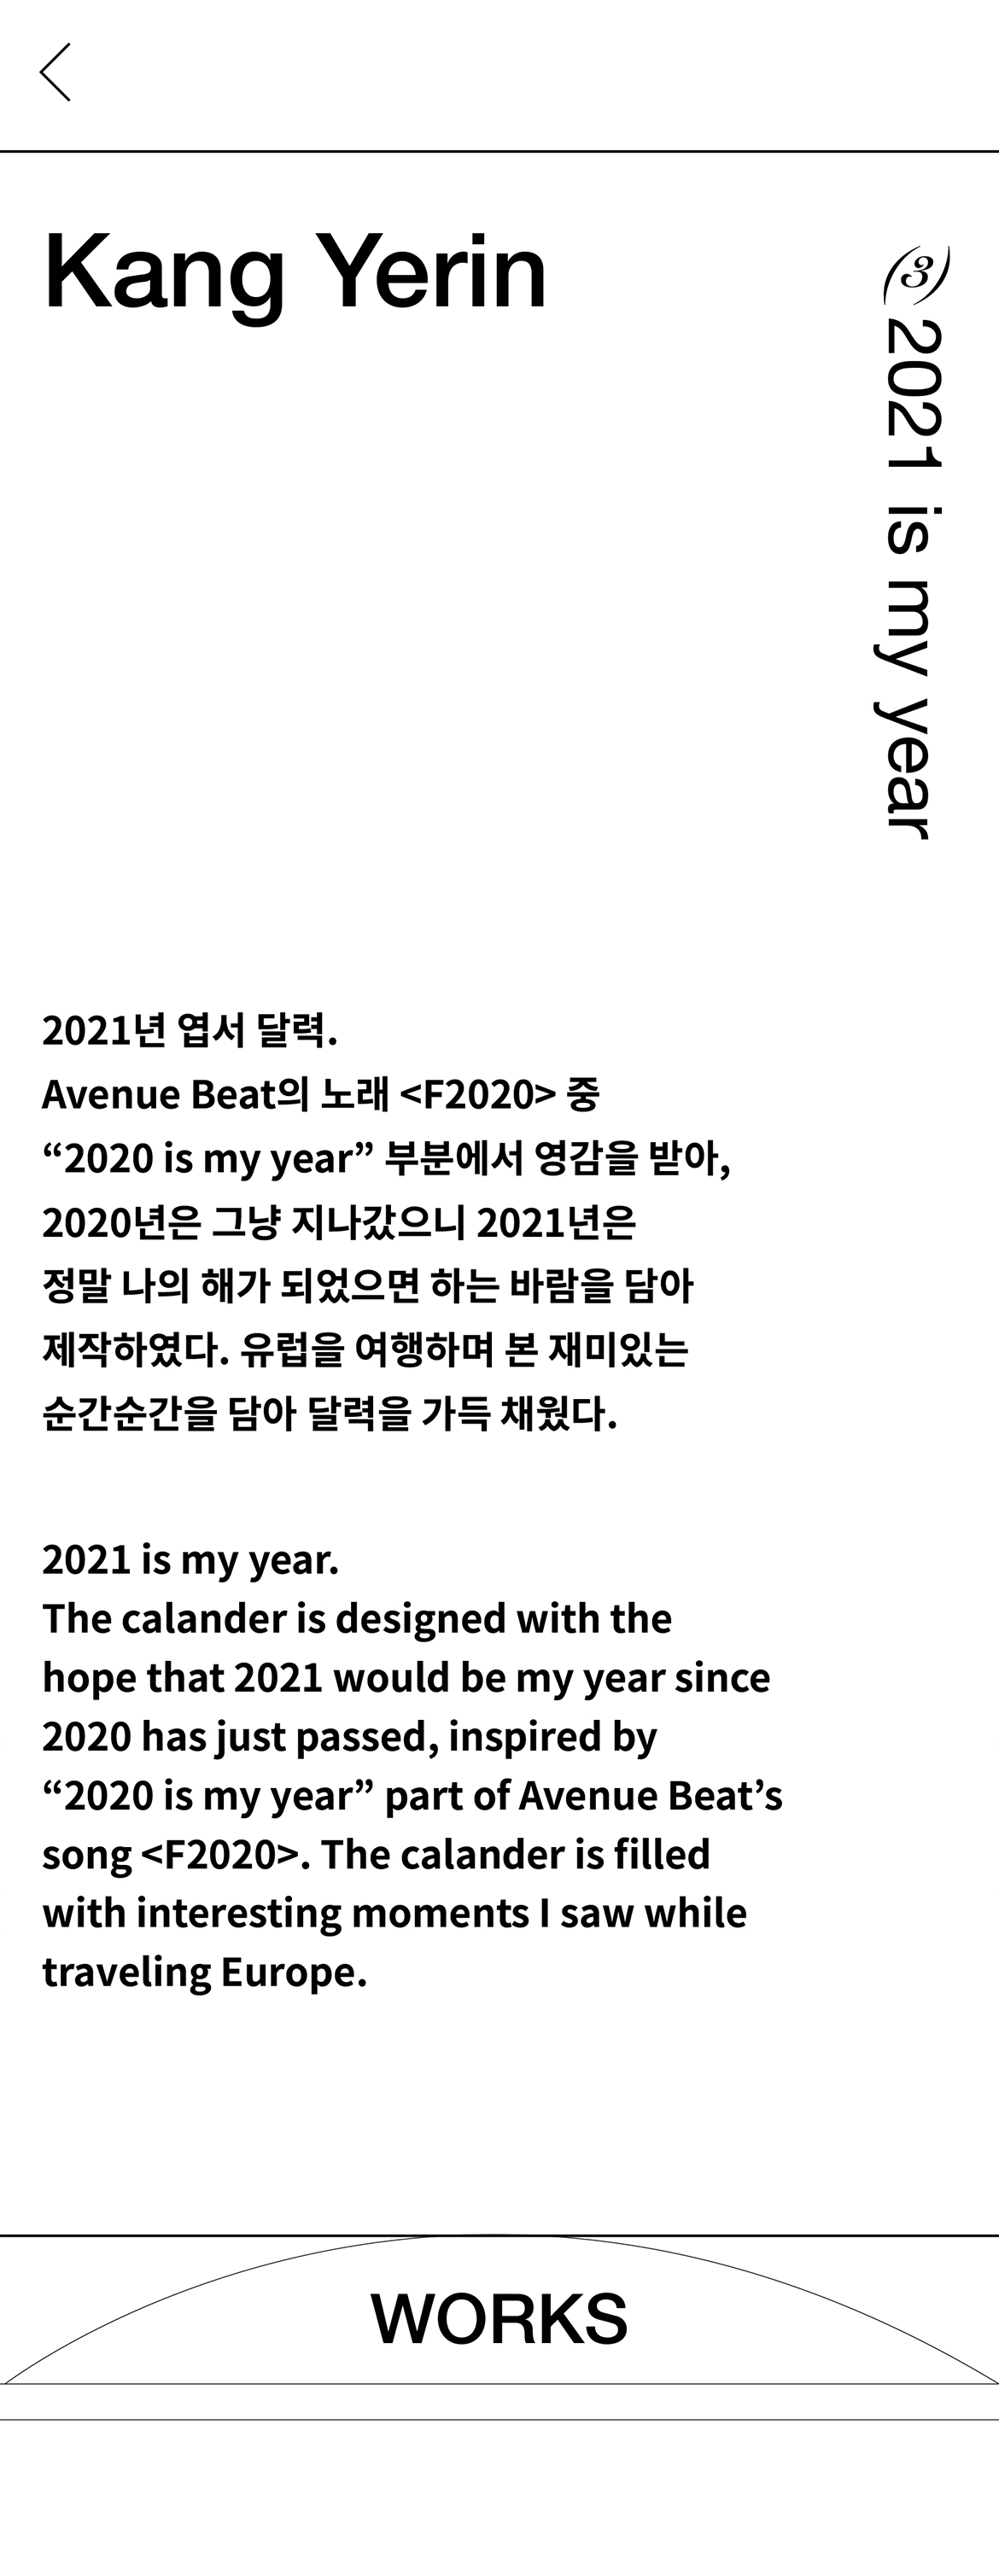 Kang Yerin
(3) 2021 is my year
2021년 엽서 달력.
Avenue Beat의 노래 <F2020> 중
“2020 is my year” 부분에서 영감을 받아,
2020년은 그냥 지나갔으니 2021년은
정말 나의 해가 되었으면 하는 바람을 담아
제작하였다. 유럽을 여행하며 본 재미있는
순간순간을 담아 달력을 가득 채웠다.
2021 is my year.
The calander is designed with the
hope that 2021 would be my year since
2020 has just passed, inspired by
“2020 is my year” part of Avenue Beat’s
song <F2020>. The calander is filled
with interesting moments I saw while
traveling Europe.
WORKS